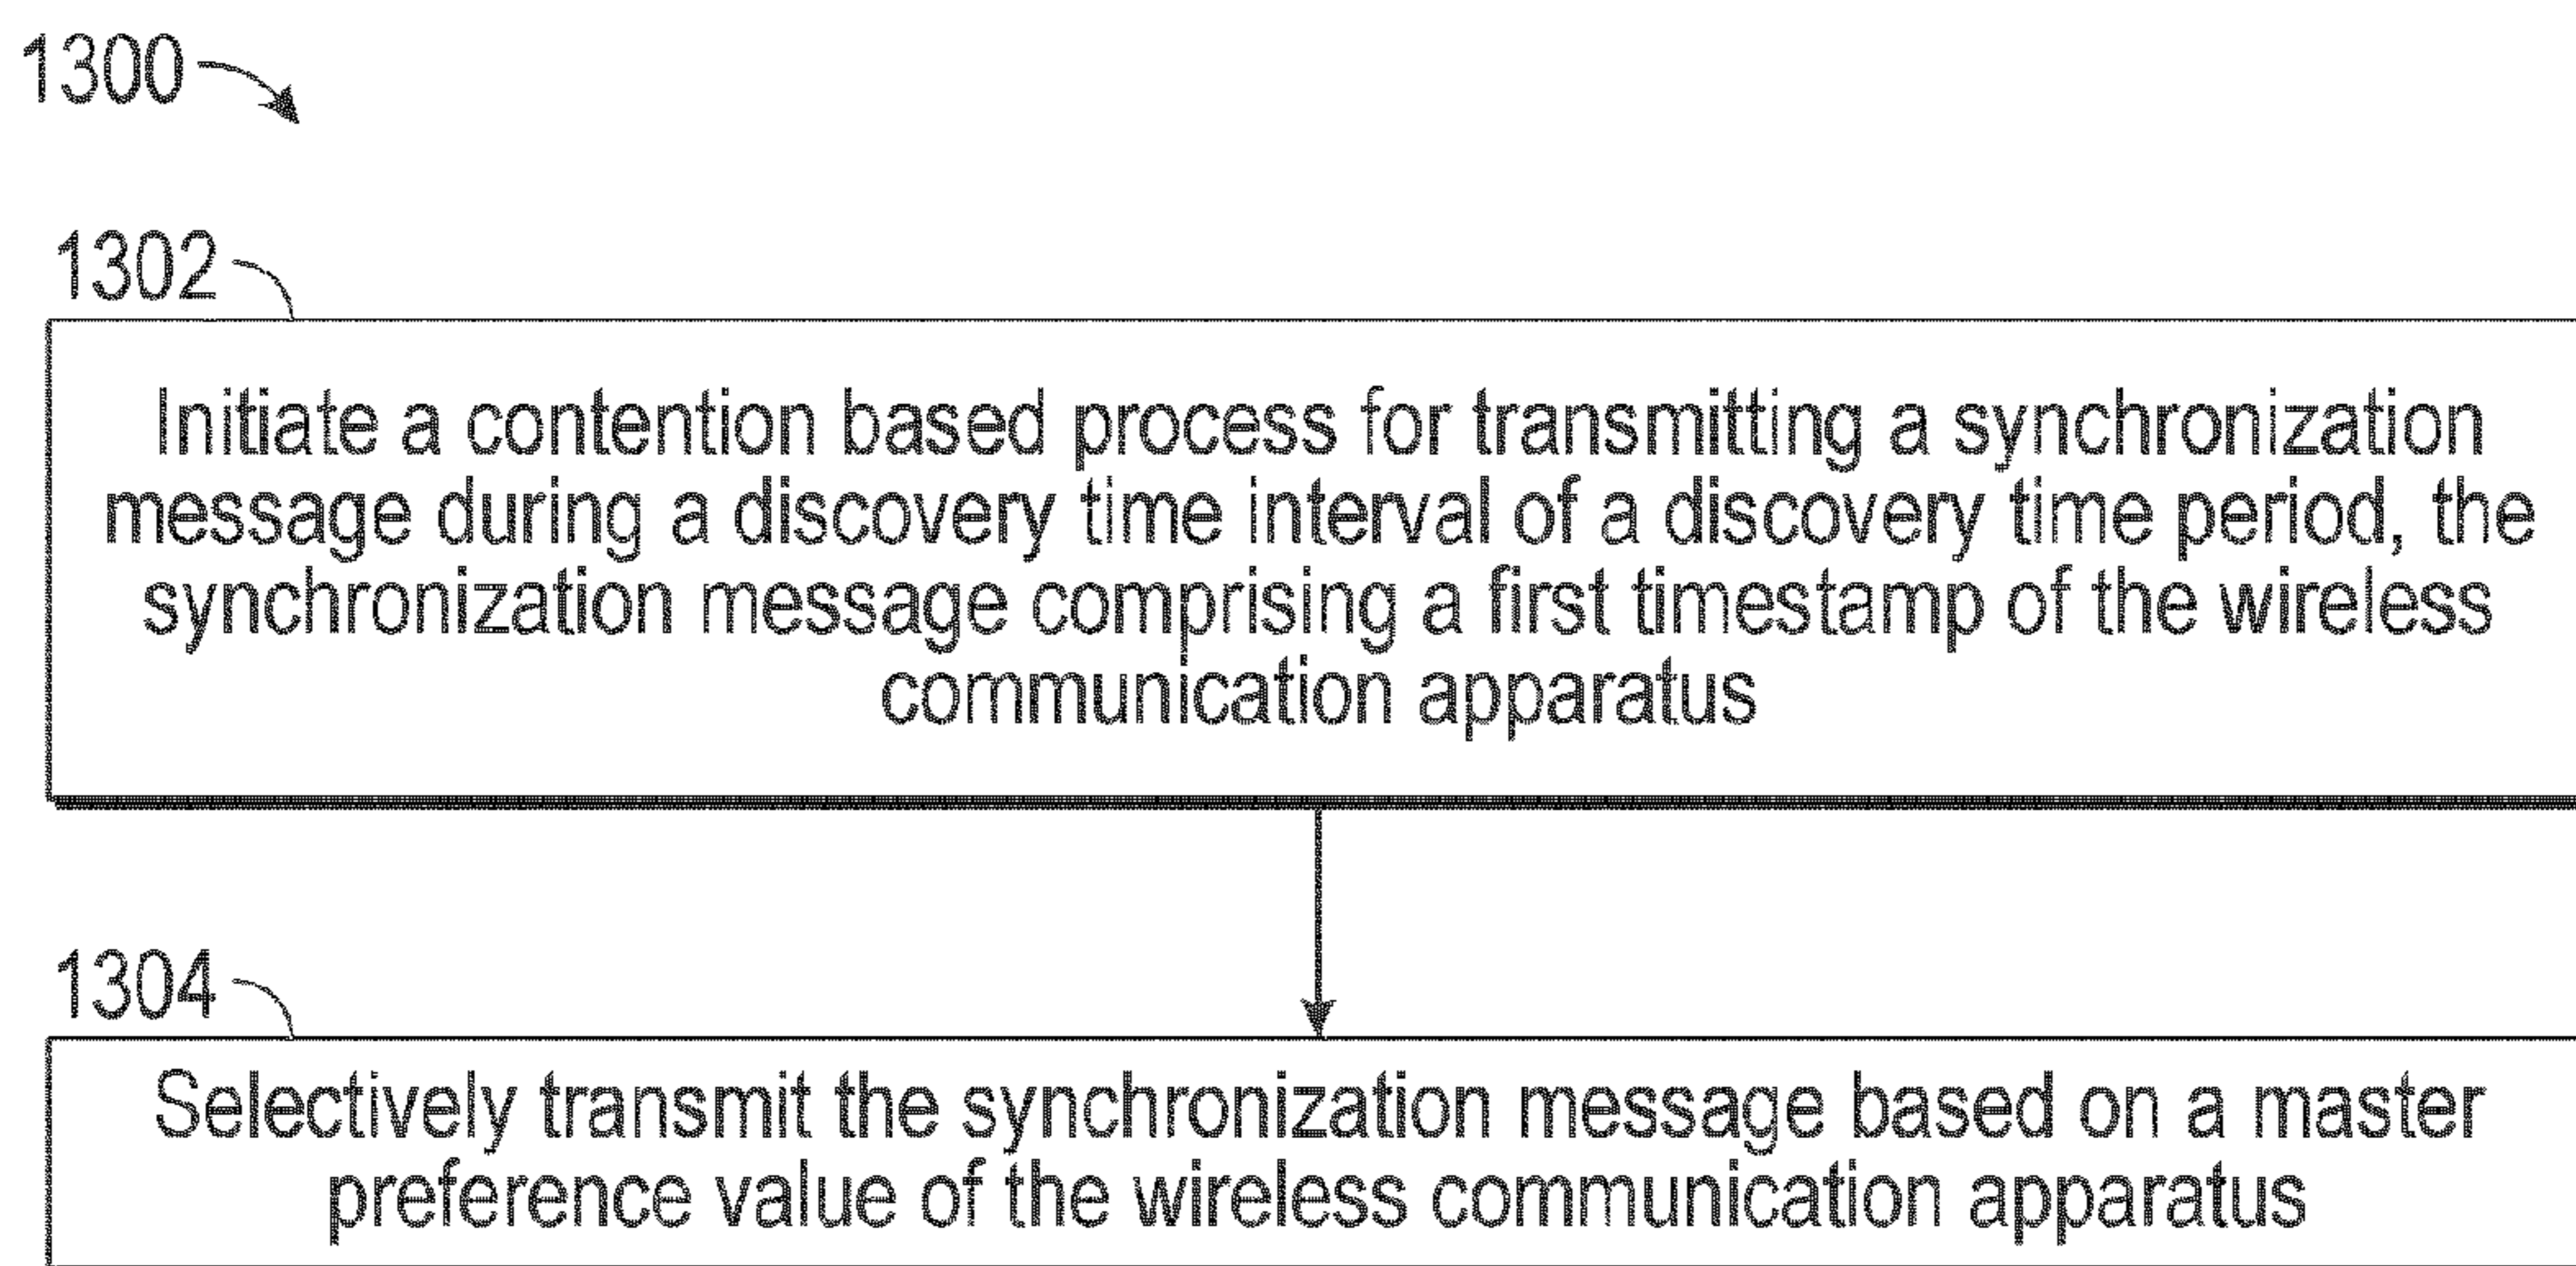 1300
1302
Initiate a contention based process for transmitting a synchronization
message during a discovery time interval of a discovery time period, the
synchronization message comprising a first timestamp of the wireless
communication apparatus
1304
Selectively transmit the synchronization message based on a master
preference value of the wireless communication apparatus